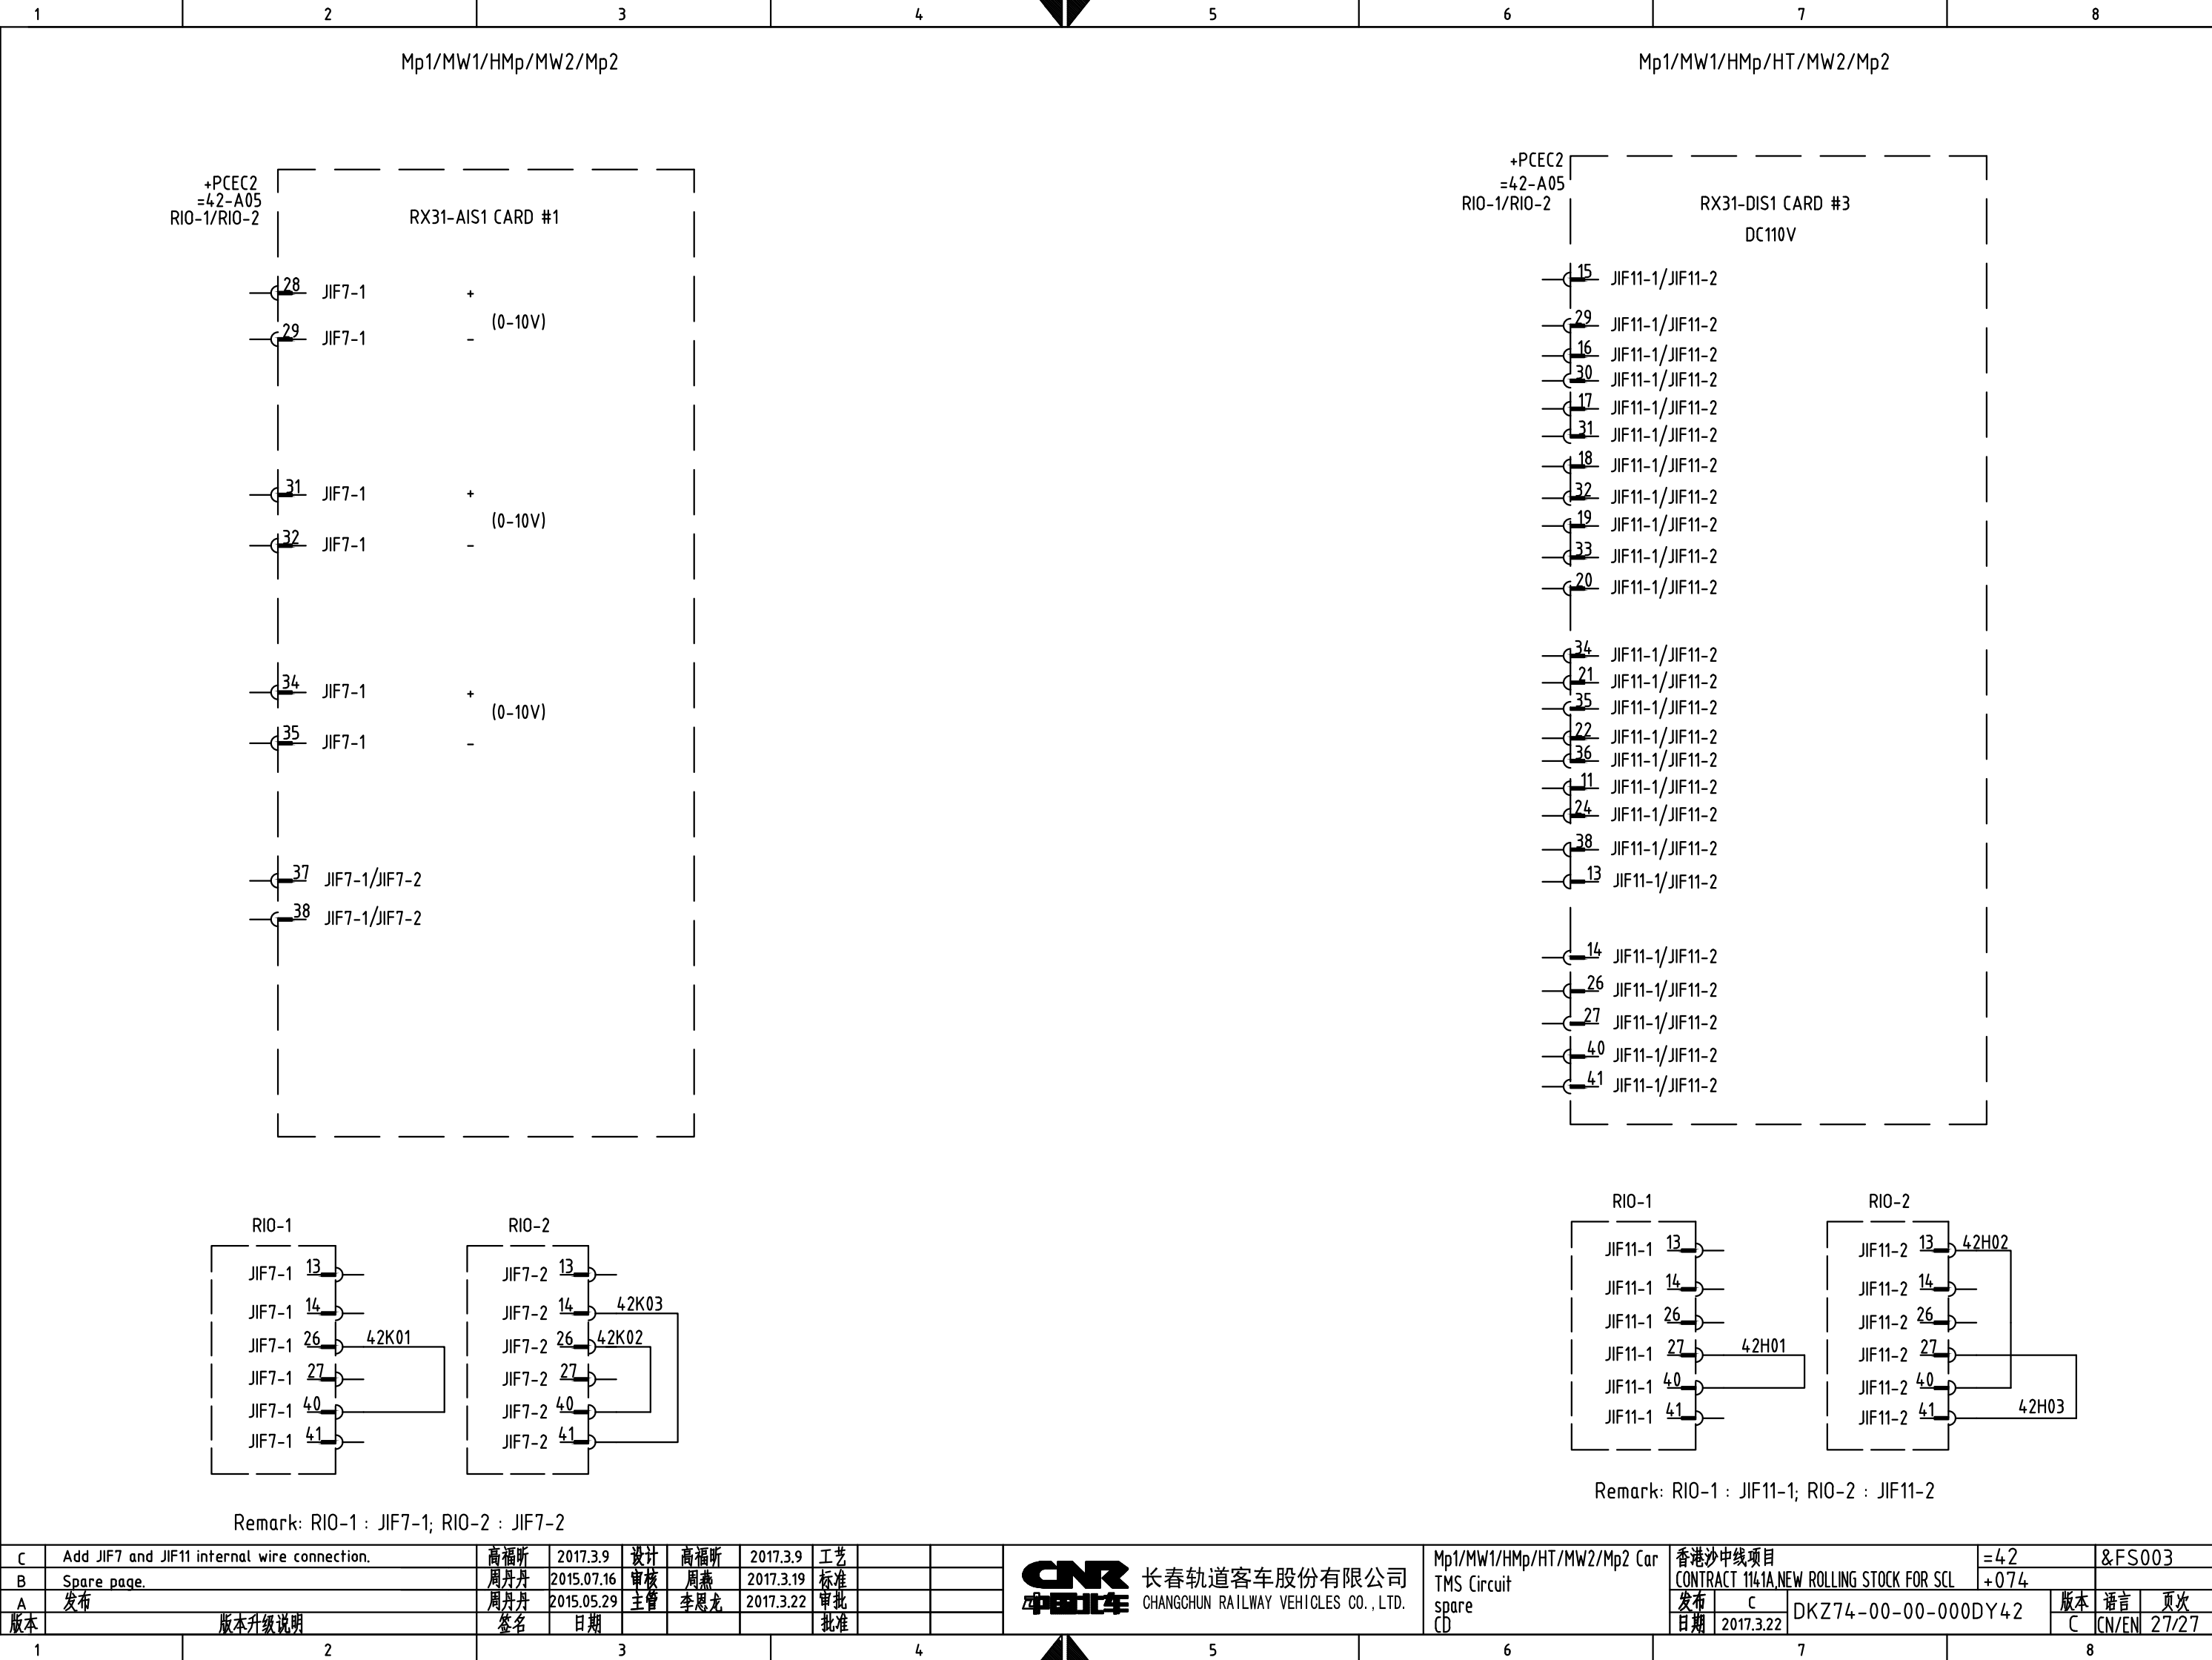 1 2 3 4 5 6 7 8
Mp1/MW1/HMp/MW2/Mp2
+PCEC2
=42-A05
RIO-1/RIO-2
RX31-AIS1 CARD #1
28 JIF7-1 +
(0-10V)
29 JIF7-1 -
31 JIF7-1 +
(0-10V)
32 JIF7-1 -
34 JIF7-1 +
(0-10V)
35 JIF7-1 -
37 JIF7-1/JIF7-2
38 JIF7-1/JIF7-2
RIO-1
JIF7-1 13
JIF7-1 14
JIF7-1 26 42K01
JIF7-1 27
JIF7-1 40
JIF7-1 41
RIO-2
JIF7-2 13
JIF7-2 14 42K03
JIF7-2 26 42K02
JIF7-2 27
JIF7-2 40
JIF7-2 41
Remark: RIO-1 : JIF7-1; RIO-2 : JIF7-2
Mp1/MW1/HMp/HT/MW2/Mp2
+PCEC2
=42-A05
RIO-1/RIO-2
RX31-DIS1 CARD #3
DC110V
15 JIF11-1/JIF11-2
29 JIF11-1/JIF11-2
16 JIF11-1/JIF11-2
30 JIF11-1/JIF11-2
17 JIF11-1/JIF11-2
31 JIF11-1/JIF11-2
18 JIF11-1/JIF11-2
32 JIF11-1/JIF11-2
19 JIF11-1/JIF11-2
33 JIF11-1/JIF11-2
20 JIF11-1/JIF11-2
34 JIF11-1/JIF11-2
21 JIF11-1/JIF11-2
35 JIF11-1/JIF11-2
22 JIF11-1/JIF11-2
36 JIF11-1/JIF11-2
11 JIF11-1/JIF11-2
24 JIF11-1/JIF11-2
38 JIF11-1/JIF11-2
13 JIF11-1/JIF11-2
14 JIF11-1/JIF11-2
26 JIF11-1/JIF11-2
27 JIF11-1/JIF11-2
40 JIF11-1/JIF11-2
41 JIF11-1/JIF11-2
RIO-1
JIF11-1 13
JIF11-1 14
JIF11-1 26
JIF11-1 27 42H01
JIF11-1 40
JIF11-1 41
RIO-2
JIF11-2 13 42H02
JIF11-2 14
JIF11-2 26
JIF11-2 27
JIF11-2 40
JIF11-2 41 42H03
Remark: RIO-1 : JIF11-1; RIO-2 : JIF11-2
C Add JIF7 and JIF11 internal wire connection. 高福昕 2017.3.9 设计 高福昕 2017.3.9 工艺
B Spare page. 周丹丹 2015.07.16 审核 周燕 2017.3.19 标准
A 发布 周丹丹 2015.05.29 主管 李恩龙 2017.3.22 审批
版本 版本升级说明 签名 日期 批准
CNR
中国北车
长春轨道客车股份有限公司
CHANGCHUN RAILWAY VEHICLES CO.,LTD.
Mp1/MW1/HMp/HT/MW2/Mp2 Car
TMS Circuit
spare
CD
香港沙中线项目 =42 &FS003
CONTRACT 1141A,NEW ROLLING STOCK FOR SCL +074
发布 C DKZ74-00-00-000DY42 版本 语言 页次
日期 2017.3.22 C CN/EN 27/27
1 2 3 4 5 6 7 8